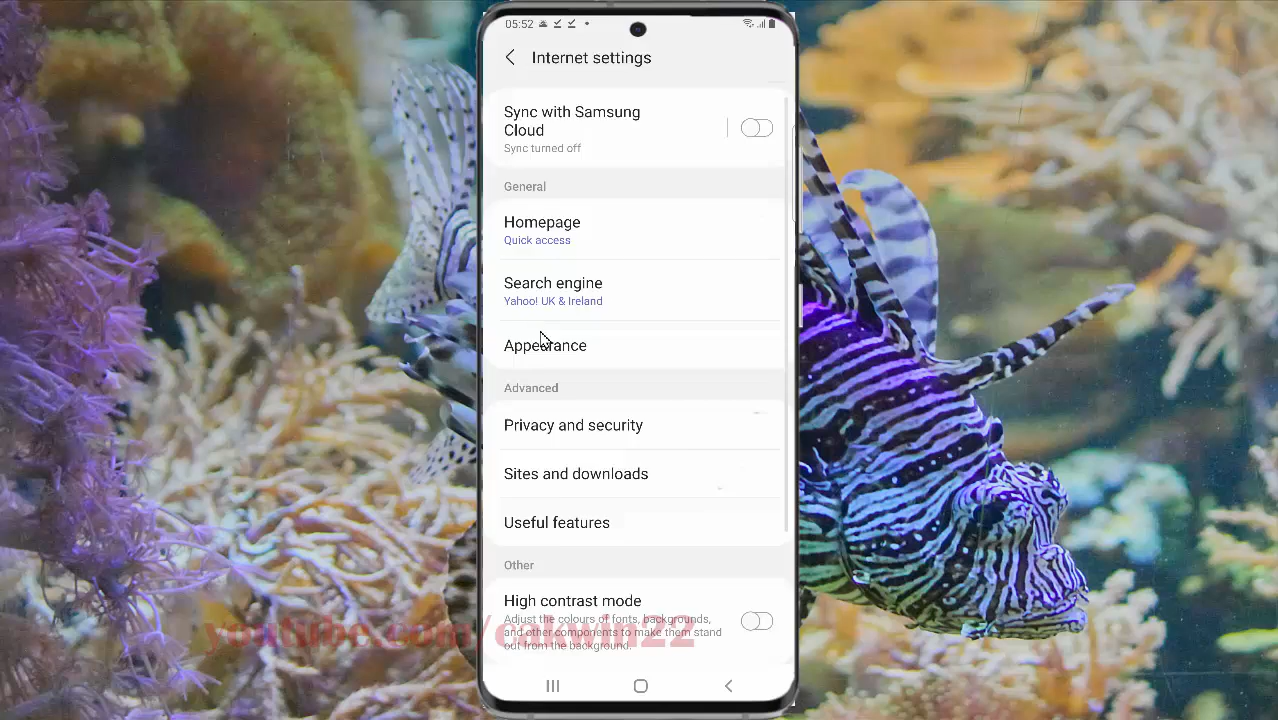 05:52
Internet settings
Sync with Samsung
Cloud
Sync turned off
General
Homepage
Quick access
Search engine
Yahoo! UK & Ireland
Appearance
Advanced
Privacy and security
Sites and downloads
Useful features
Other
High contrast mode
Adjust the colours of fonts, backgrounds,
and other components to make them stand
out from the background.